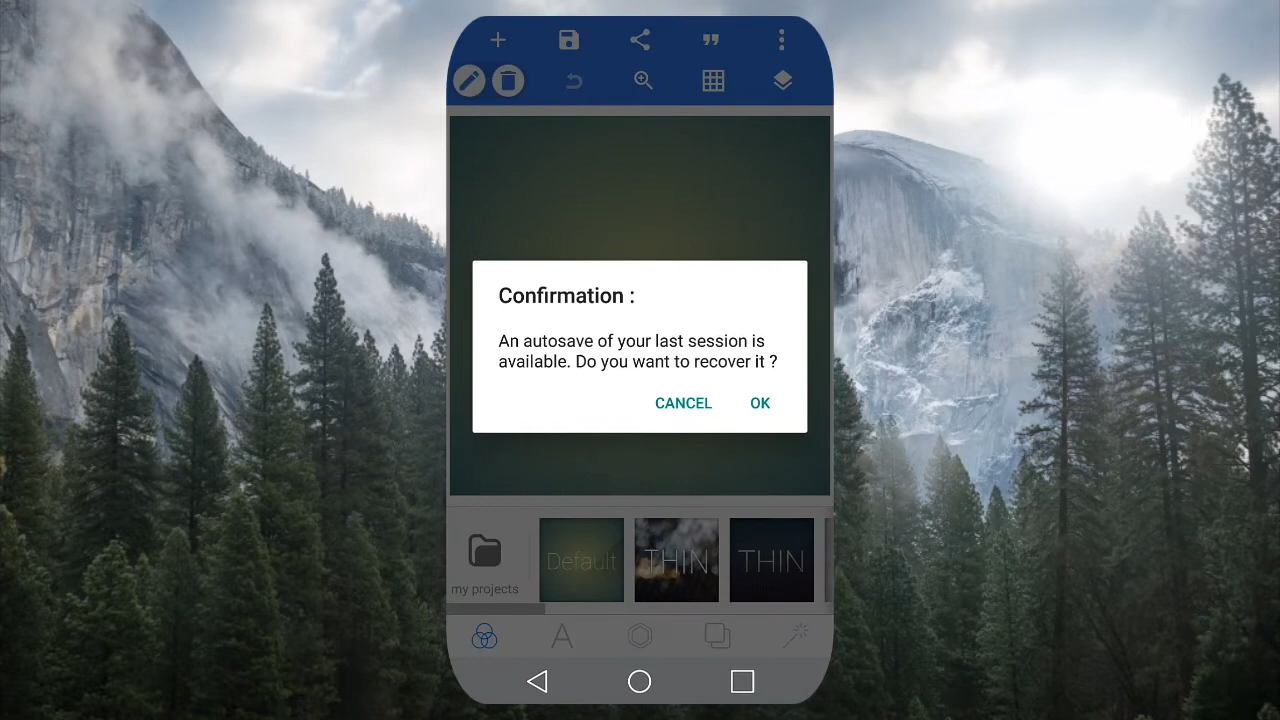 Confirmation :
An autosave of your last session is
available. Do you want to recover it ?
CANCEL OK
my projects
Default
THIN
THIN